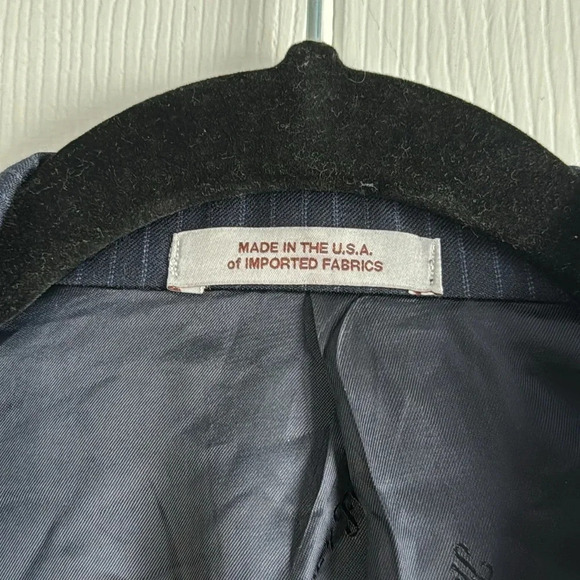 MADE IN THE U.S.A.
of IMPORTED FABRICS